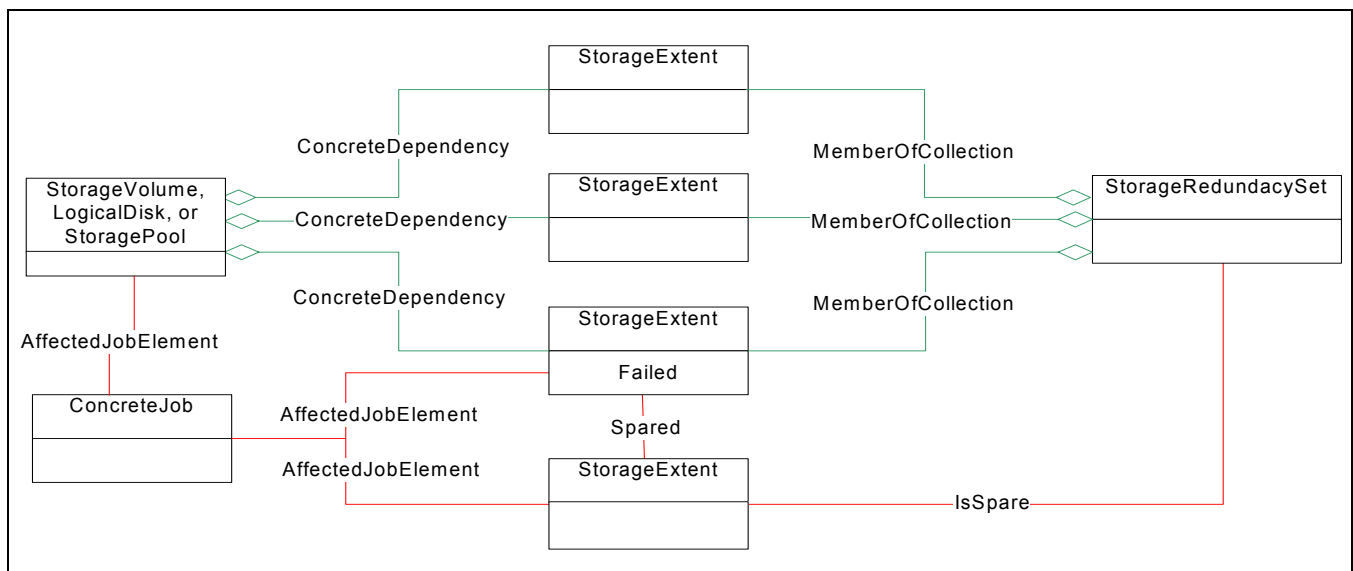 StorageExtent
ConcreteDependency
MemberOfCollection
StorageVolume,
LogicalDisk, or
StoragePool
StorageExtent
StorageRedundacySet
ConcreteDependency
MemberOfCollection
ConcreteDependency
MemberOfCollection
StorageExtent
Failed
AffectedJobElement
ConcreteJob
AffectedJobElement
Spared
AffectedJobElement
StorageExtent
IsSpare